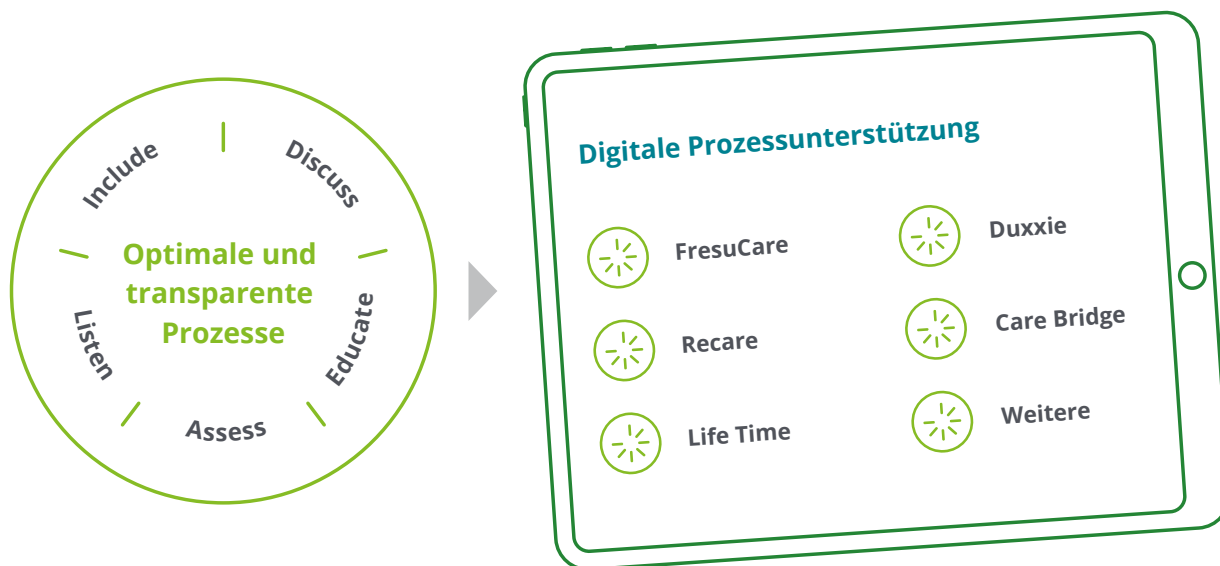 Include
Discuss
Educate
Assess
Listen
Optimale und
transparente
Prozesse
Digitale Prozessunterstützung
FresuCare
Recare
Life Time
Duxxie
Care Bridge
Weitere